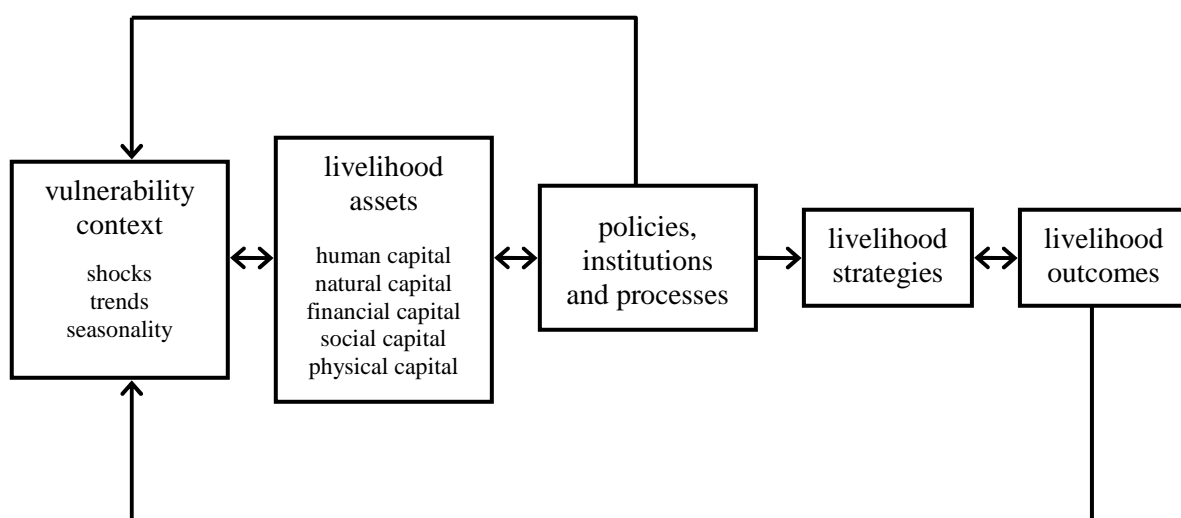 vulnerability
context
shocks
trends
seasonality
livelihood
assets
human capital
natural capital
financial capital
social capital
physical capital
policies,
institutions
and processes
livelihood
strategies
livelihood
outcomes